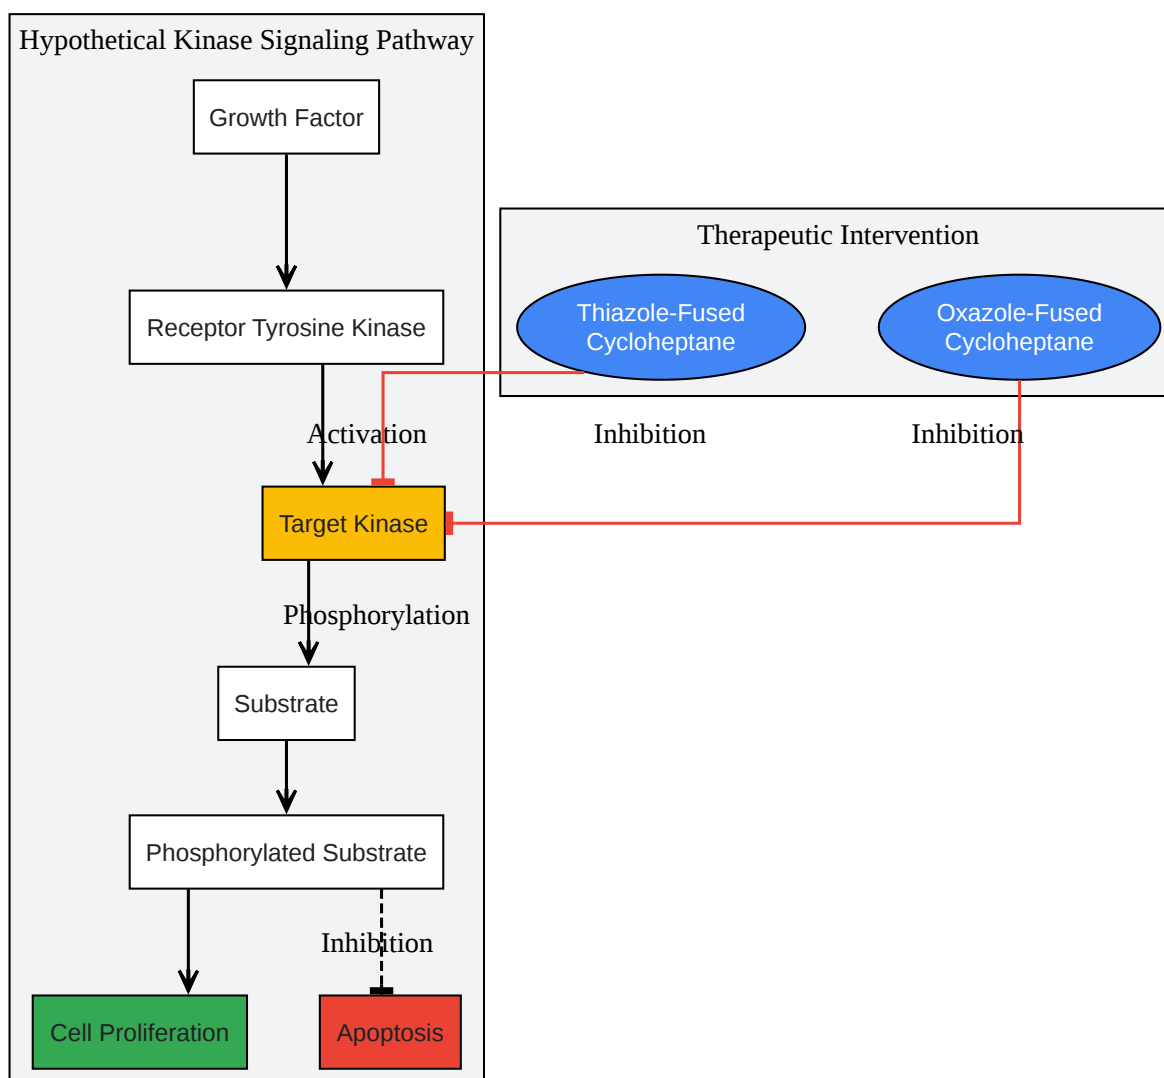 Hypothetical Kinase Signaling Pathway
Growth Factor
Therapeutic Intervention
Receptor Tyrosine Kinase
Thiazole-Fused
Cycloheptane
Oxazole-Fused
Cycloheptane
Activation
Inhibition
Inhibition
Target Kinase
Phosphorylation
Substrate
Phosphorylated Substrate
Inhibition
Cell Proliferation
Apoptosis